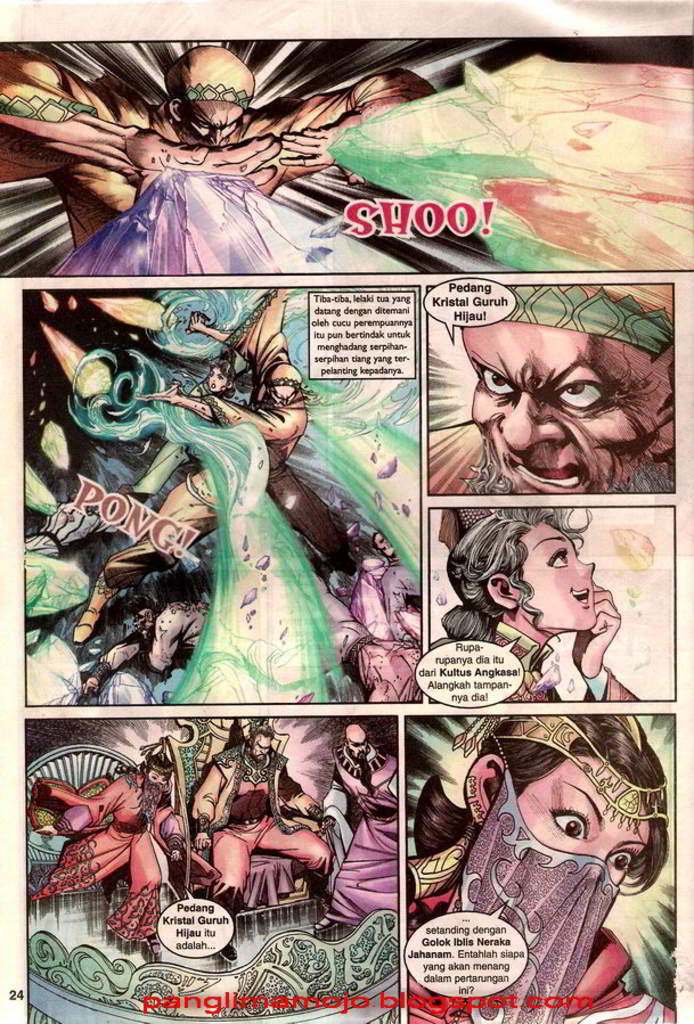 SHOO!
Tiba-tiba, lelaki tua yang
datang dengan ditemani
oleh cucu perempuannya
itu pun bertindak untuk
menghadang serpihan-
serpihan tiang yang ter-
pelanting kepadanya.
PONG!
Pedang
Kristal Guruh
Hijau!
Rupa-
rupanya dia itu
dari Kultus Angkasa!
Alangkah tampan-
nya dia!
Pedang
Kristal Guruh
Hijau itu
adalah...
...
setanding dengan
Golok Iblis Neraka
Jahanam. Entahlah siapa
yang akan menang
dalam pertarungan
ini?
24
panglimamojo.blogspot.com